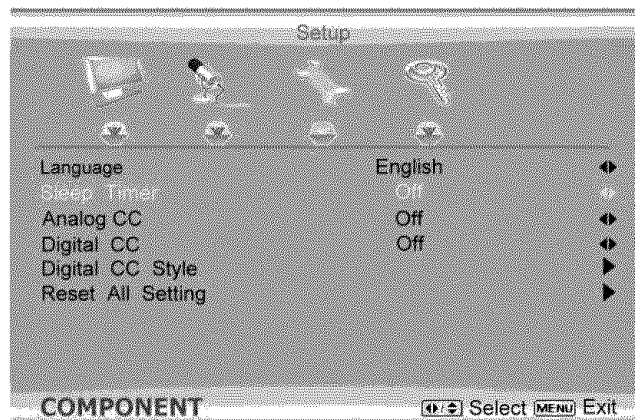 Setup
Language English
Sleep Timer Off
Analog CC Off
Digital CC Off
Digital CC Style
Reset All Setting
COMPONENT Select MENU Exit